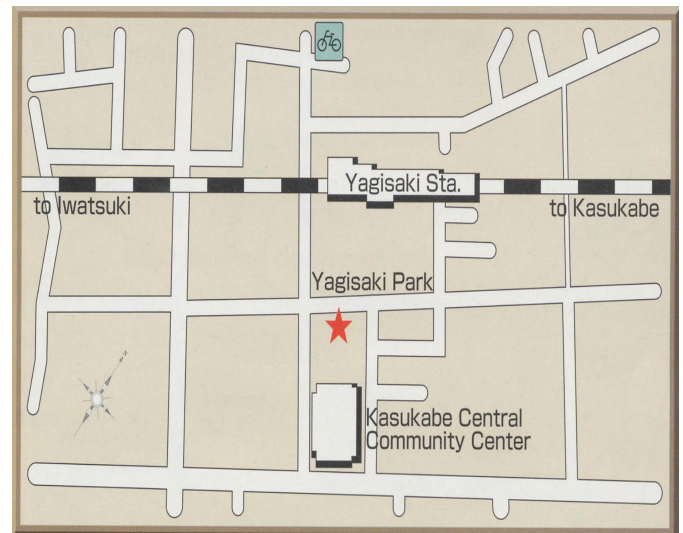 Yagisaki Sta.
to Iwatsuki
to Kasukabe
Yagisaki Park
Kasukabe Central
Community Center